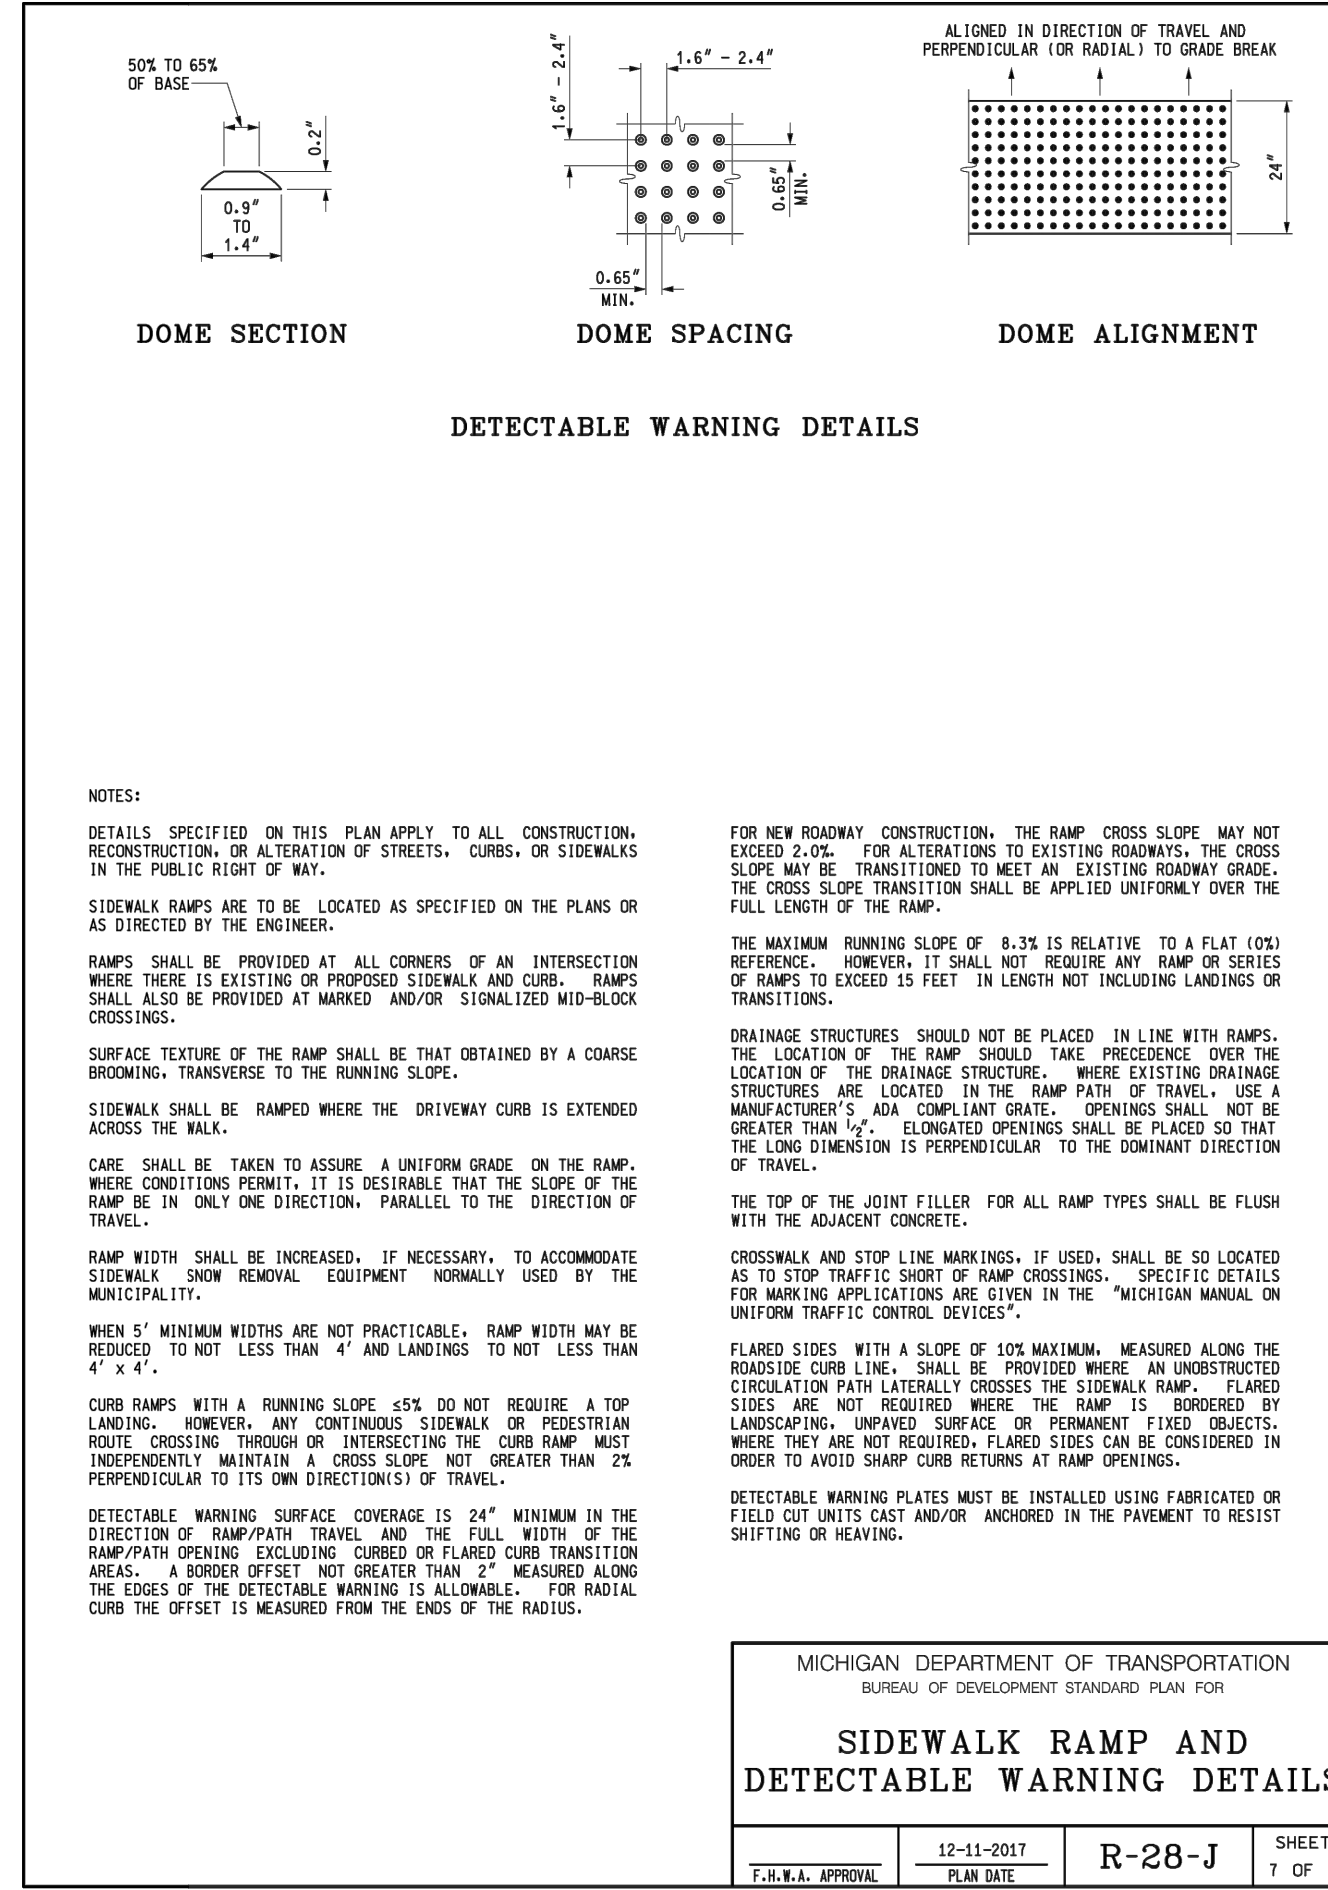 50% TO 65%
OF BASE
0.2"
0.9"
TO
1.4"
DOME SECTION
1.6" - 2.4"
1.6" - 2.4"
0.65"
MIN.
0.65"
MIN.
DOME SPACING
ALIGNED IN DIRECTION OF TRAVEL AND
PERPENDICULAR (OR RADIAL) TO GRADE BREAK
24"
DOME ALIGNMENT
DETECTABLE WARNING DETAILS
NOTES:
DETAILS SPECIFIED ON THIS PLAN APPLY TO ALL CONSTRUCTION,
RECONSTRUCTION, OR ALTERATION OF STREETS, CURBS, OR SIDEWALKS
IN THE PUBLIC RIGHT OF WAY.
SIDEWALK RAMPS ARE TO BE LOCATED AS SPECIFIED ON THE PLANS OR
AS DIRECTED BY THE ENGINEER.
RAMPS SHALL BE PROVIDED AT ALL CORNERS OF AN INTERSECTION
WHERE THERE IS EXISTING OR PROPOSED SIDEWALK AND CURB. RAMPS
SHALL ALSO BE PROVIDED AT MARKED AND/OR SIGNALIZED MID-BLOCK
CROSSINGS.
SURFACE TEXTURE OF THE RAMP SHALL BE THAT OBTAINED BY A COARSE
BROOMING, TRANSVERSE TO THE RUNNING SLOPE.
SIDEWALK SHALL BE RAMPED WHERE THE DRIVEWAY CURB IS EXTENDED
ACROSS THE WALK.
CARE SHALL BE TAKEN TO ASSURE A UNIFORM GRADE ON THE RAMP.
WHERE CONDITIONS PERMIT, IT IS DESIRABLE THAT THE SLOPE OF THE
RAMP BE IN ONLY ONE DIRECTION, PARALLEL TO THE DIRECTION OF
TRAVEL.
RAMP WIDTH SHALL BE INCREASED, IF NECESSARY, TO ACCOMMODATE
SIDEWALK SNOW REMOVAL EQUIPMENT NORMALLY USED BY THE
MUNICIPALITY.
WHEN 5' MINIMUM WIDTHS ARE NOT PRACTICABLE, RAMP WIDTH MAY BE
REDUCED TO NOT LESS THAN 4' AND LANDINGS TO NOT LESS THAN
4' x 4'.
CURB RAMPS WITH A RUNNING SLOPE ≤5% DO NOT REQUIRE A TOP
LANDING. HOWEVER, ANY CONTINUOUS SIDEWALK OR PEDESTRIAN
ROUTE CROSSING THROUGH OR INTERSECTING THE CURB RAMP MUST
INDEPENDENTLY MAINTAIN A CROSS SLOPE NOT GREATER THAN 2%
PERPENDICULAR TO ITS OWN DIRECTION(S) OF TRAVEL.
DETECTABLE WARNING SURFACE COVERAGE IS 24" MINIMUM IN THE
DIRECTION OF RAMP/PATH TRAVEL AND THE FULL WIDTH OF THE
RAMP/PATH OPENING EXCLUDING CURBED OR FLARED CURB TRANSITION
AREAS. A BORDER OFFSET NOT GREATER THAN 2" MEASURED ALONG
THE EDGES OF THE DETECTABLE WARNING IS ALLOWABLE. FOR RADIAL
CURB THE OFFSET IS MEASURED FROM THE ENDS OF THE RADIUS.
FOR NEW ROADWAY CONSTRUCTION, THE RAMP CROSS SLOPE MAY NOT
EXCEED 2.0%. FOR ALTERATIONS TO EXISTING ROADWAYS, THE CROSS
SLOPE MAY BE TRANSITIONED TO MEET AN EXISTING ROADWAY GRADE.
THE CROSS SLOPE TRANSITION SHALL BE APPLIED UNIFORMLY OVER THE
FULL LENGTH OF THE RAMP.
THE MAXIMUM RUNNING SLOPE OF 8.3% IS RELATIVE TO A FLAT (0%)
REFERENCE. HOWEVER, IT SHALL NOT REQUIRE ANY RAMP OR SERIES
OF RAMPS TO EXCEED 15 FEET IN LENGTH NOT INCLUDING LANDINGS OR
TRANSITIONS.
DRAINAGE STRUCTURES SHOULD NOT BE PLACED IN LINE WITH RAMPS.
THE LOCATION OF THE RAMP SHOULD TAKE PRECEDENCE OVER THE
LOCATION OF THE DRAINAGE STRUCTURE. WHERE EXISTING DRAINAGE
STRUCTURES ARE LOCATED IN THE RAMP PATH OF TRAVEL, USE A
MANUFACTURER'S ADA COMPLIANT GRATE. OPENINGS SHALL NOT BE
GREATER THAN 1/2". ELONGATED OPENINGS SHALL BE PLACED SO THAT
THE LONG DIMENSION IS PERPENDICULAR TO THE DOMINANT DIRECTION
OF TRAVEL.
THE TOP OF THE JOINT FILLER FOR ALL RAMP TYPES SHALL BE FLUSH
WITH THE ADJACENT CONCRETE.
CROSSWALK AND STOP LINE MARKINGS, IF USED, SHALL BE SO LOCATED
AS TO STOP TRAFFIC SHORT OF RAMP CROSSINGS. SPECIFIC DETAILS
FOR MARKING APPLICATIONS ARE GIVEN IN THE "MICHIGAN MANUAL ON
UNIFORM TRAFFIC CONTROL DEVICES".
FLARED SIDES WITH A SLOPE OF 10% MAXIMUM, MEASURED ALONG THE
ROADSIDE CURB LINE, SHALL BE PROVIDED WHERE AN UNOBSTRUCTED
CIRCULATION PATH LATERALLY CROSSES THE SIDEWALK RAMP. FLARED
SIDES ARE NOT REQUIRED WHERE THE RAMP IS BORDERED BY
LANDSCAPING, UNPAVED SURFACE OR PERMANENT FIXED OBJECTS.
WHERE THEY ARE NOT REQUIRED, FLARED SIDES CAN BE CONSIDERED IN
ORDER TO AVOID SHARP CURB RETURNS AT RAMP OPENINGS.
DETECTABLE WARNING PLATES MUST BE INSTALLED USING FABRICATED OR
FIELD CUT UNITS CAST AND/OR ANCHORED IN THE PAVEMENT TO RESIST
SHIFTING OR HEAVING.
MICHIGAN DEPARTMENT OF TRANSPORTATION
BUREAU OF DEVELOPMENT STANDARD PLAN FOR
SIDEWALK RAMP AND
DETECTABLE WARNING DETAILS
F.H.W.A. APPROVAL
12-11-2017
PLAN DATE
R-28-J
SHEET
7 OF